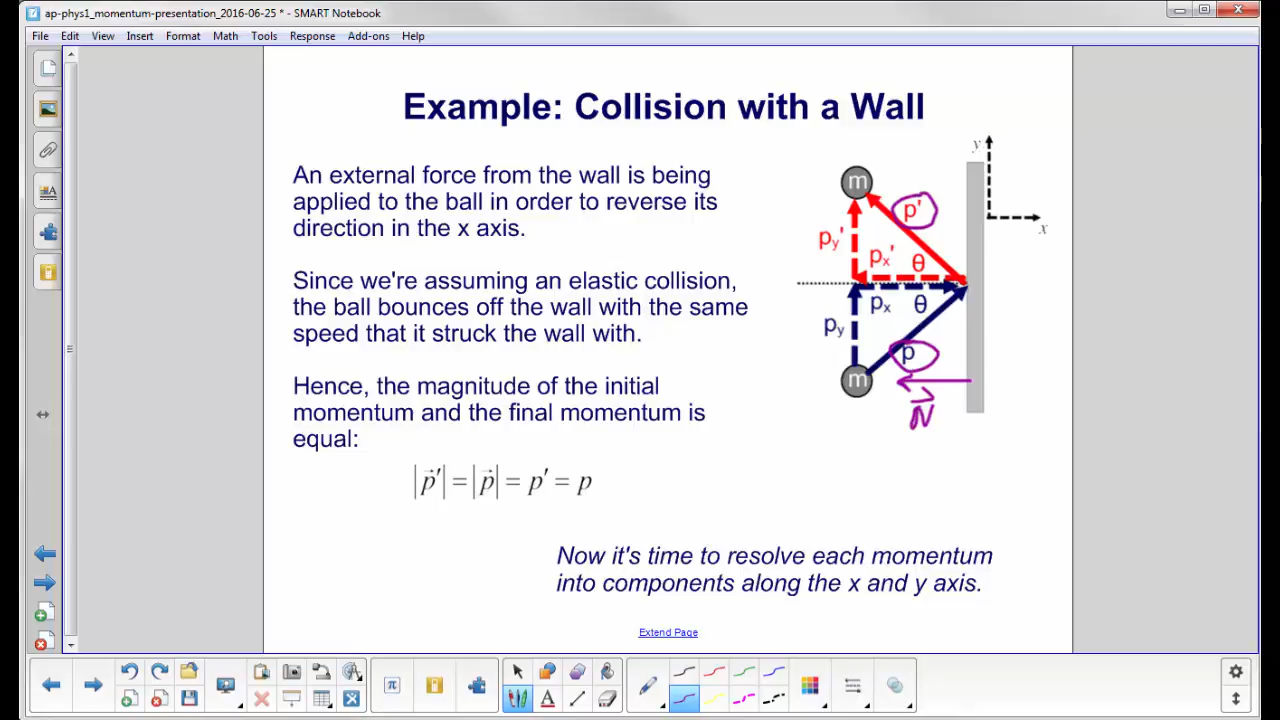 ap-phys1_momentum-presentation_2016-06-25 * - SMART Notebook
File Edit View Insert Format Math Tools Response Add-ons Help
Example: Collision with a Wall
An external force from the wall is being
applied to the ball in order to reverse its
direction in the x axis.
Since we're assuming an elastic collision,
the ball bounces off the wall with the same
speed that it struck the wall with.
Hence, the magnitude of the initial
momentum and the final momentum is
equal:
|p⃗′| = |p⃗| = p′ = p
Now it's time to resolve each momentum
into components along the x and y axis.
Extend Page
y
x
m
p'
py'
px'
θ
px
θ
py
p
m
N⃗
π
A